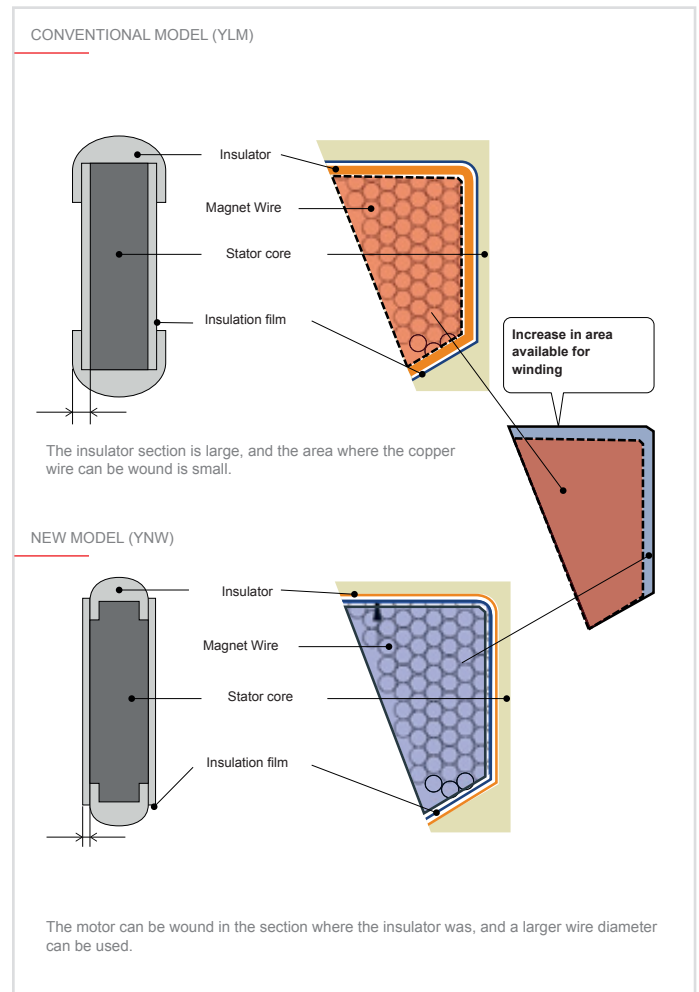 CONVENTIONAL MODEL (YLM)
Insulator
Magnet Wire
Stator core
Insulation film
Increase in area
available for
winding
The insulator section is large, and the area where the copper
wire can be wound is small.
NEW MODEL (YNW)
Insulator
Magnet Wire
Stator core
Insulation film
The motor can be wound in the section where the insulator was, and a larger wire diameter
can be used.